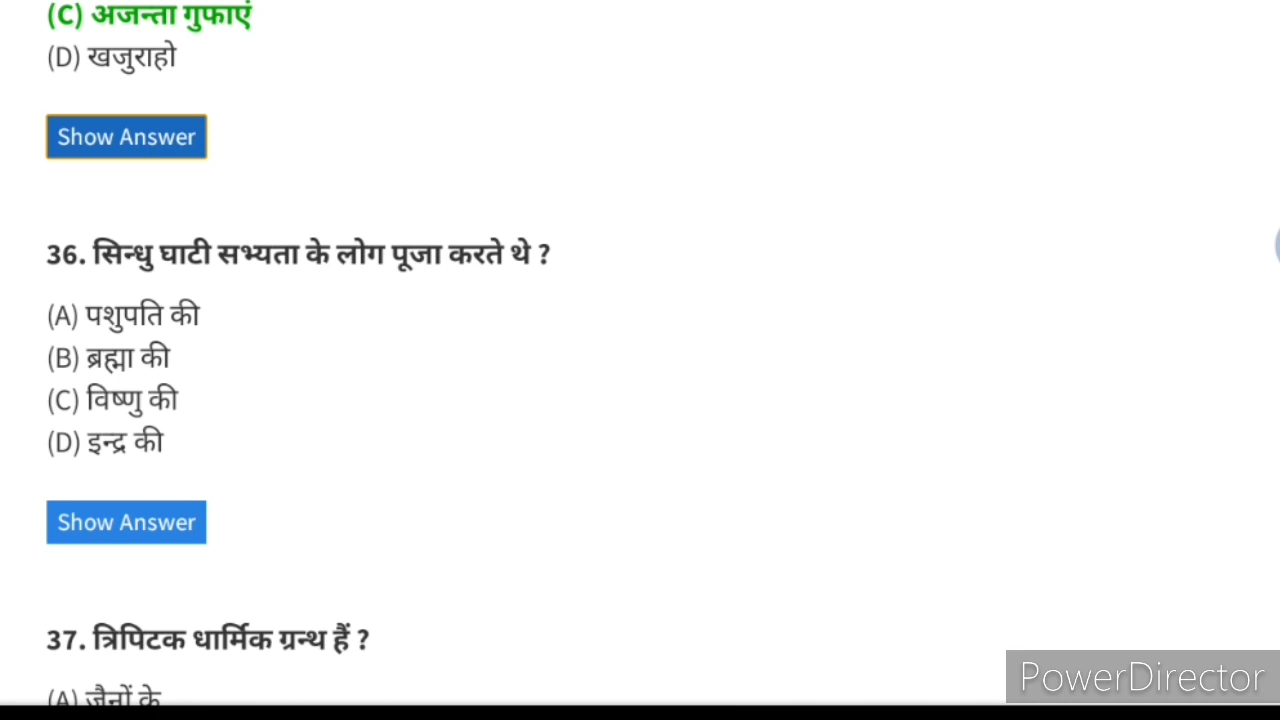 (C) अजन्ता गुफाएं
(D) खजुराहो
Show Answer
36. सिन्धु घाटी सभ्यता के लोग पूजा करते थे ?
(A) पशुपति की
(B) ब्रह्मा की
(C) विष्णु की
(D) इन्द्र की
Show Answer
37. त्रिपिटक धार्मिक ग्रन्थ हैं ?
(A) जैनों के
PowerDirector